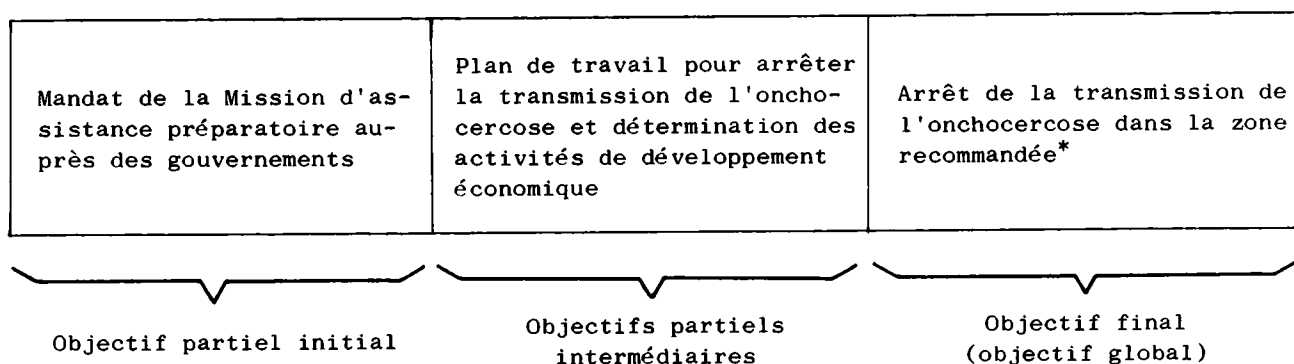 Mandat de la Mission d'as-
sistance préparatoire au-
près des gouvernements
Plan de travail pour arrêter
la transmission de l'oncho-
cercose et détermination des
activités de développement
économique
Arrêt de la transmission de
l'onchocercose dans la zone
recommandée*
Objectif partiel initial
Objectifs partiels
intermédiaires
Objectif final
(objectif global)